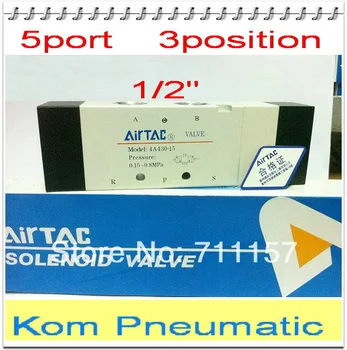 5port 3position
1/2"
A B
AIRTAC® VALVE
Model: 4A430-15
Pressure:
0.15~0.8MPa
R P S
AIRTAC
合格证
AIRTAC
SOLENOID VALVE
Store No: 711157
Kom Pneumatic